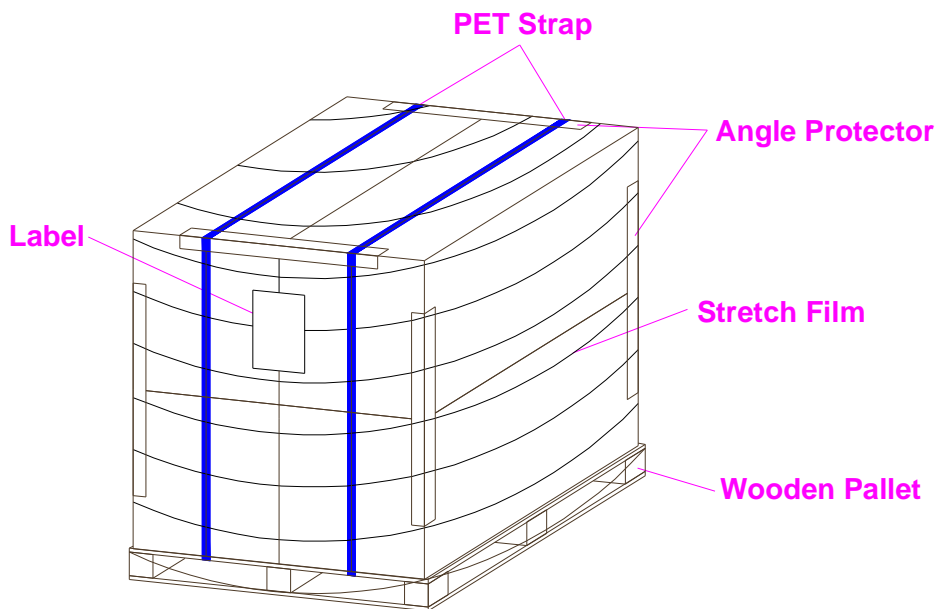 PET Strap
Angle Protector
Label
Stretch Film
Wooden Pallet